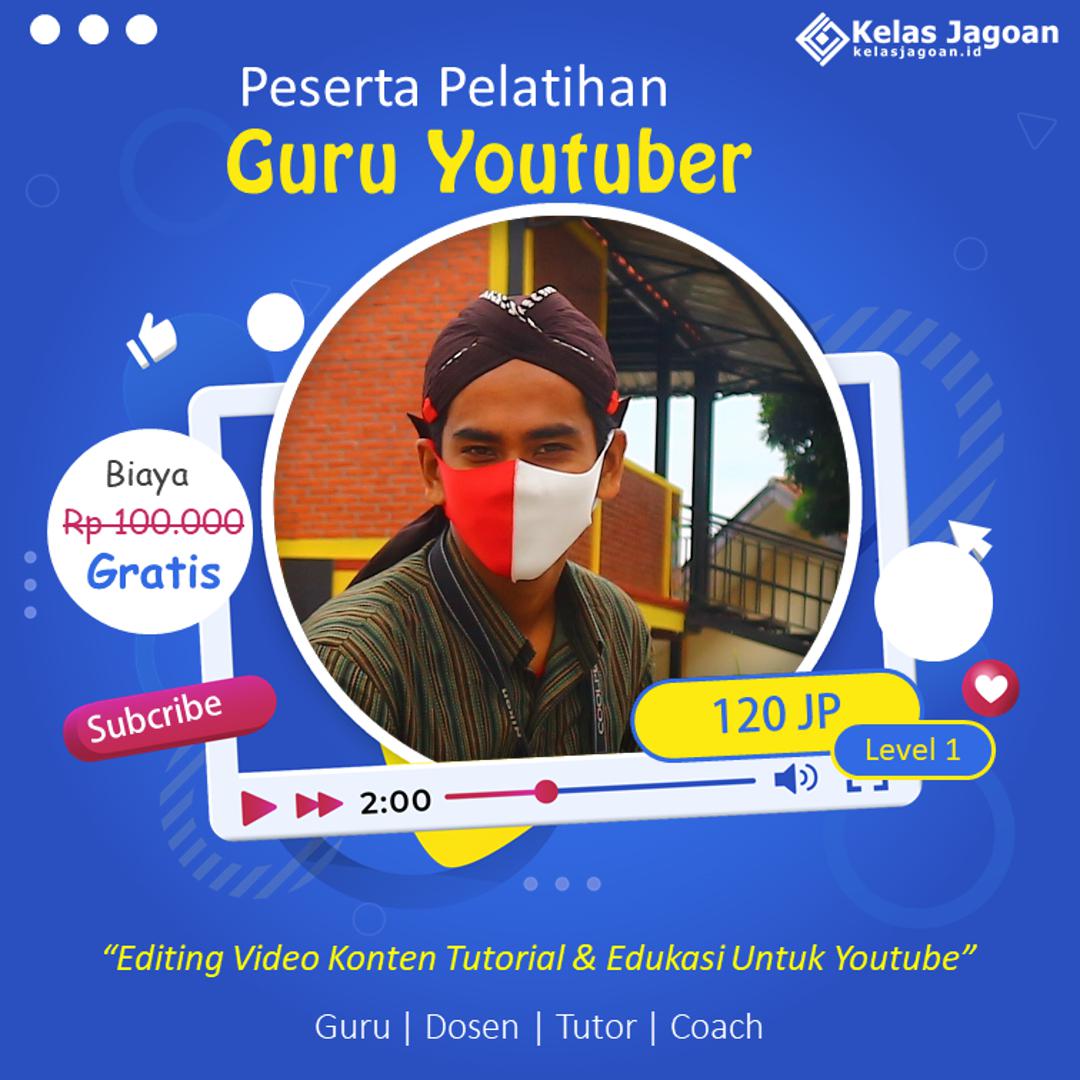 Kelas Jagoan
kelasjagoan.id
Peserta Pelatihan
Guru Youtuber
Biaya
Rp 100.000
Gratis
Subcribe
120 JP
Level 1
2:00
“Editing Video Konten Tutorial & Edukasi Untuk Youtube”
Guru | Dosen | Tutor | Coach